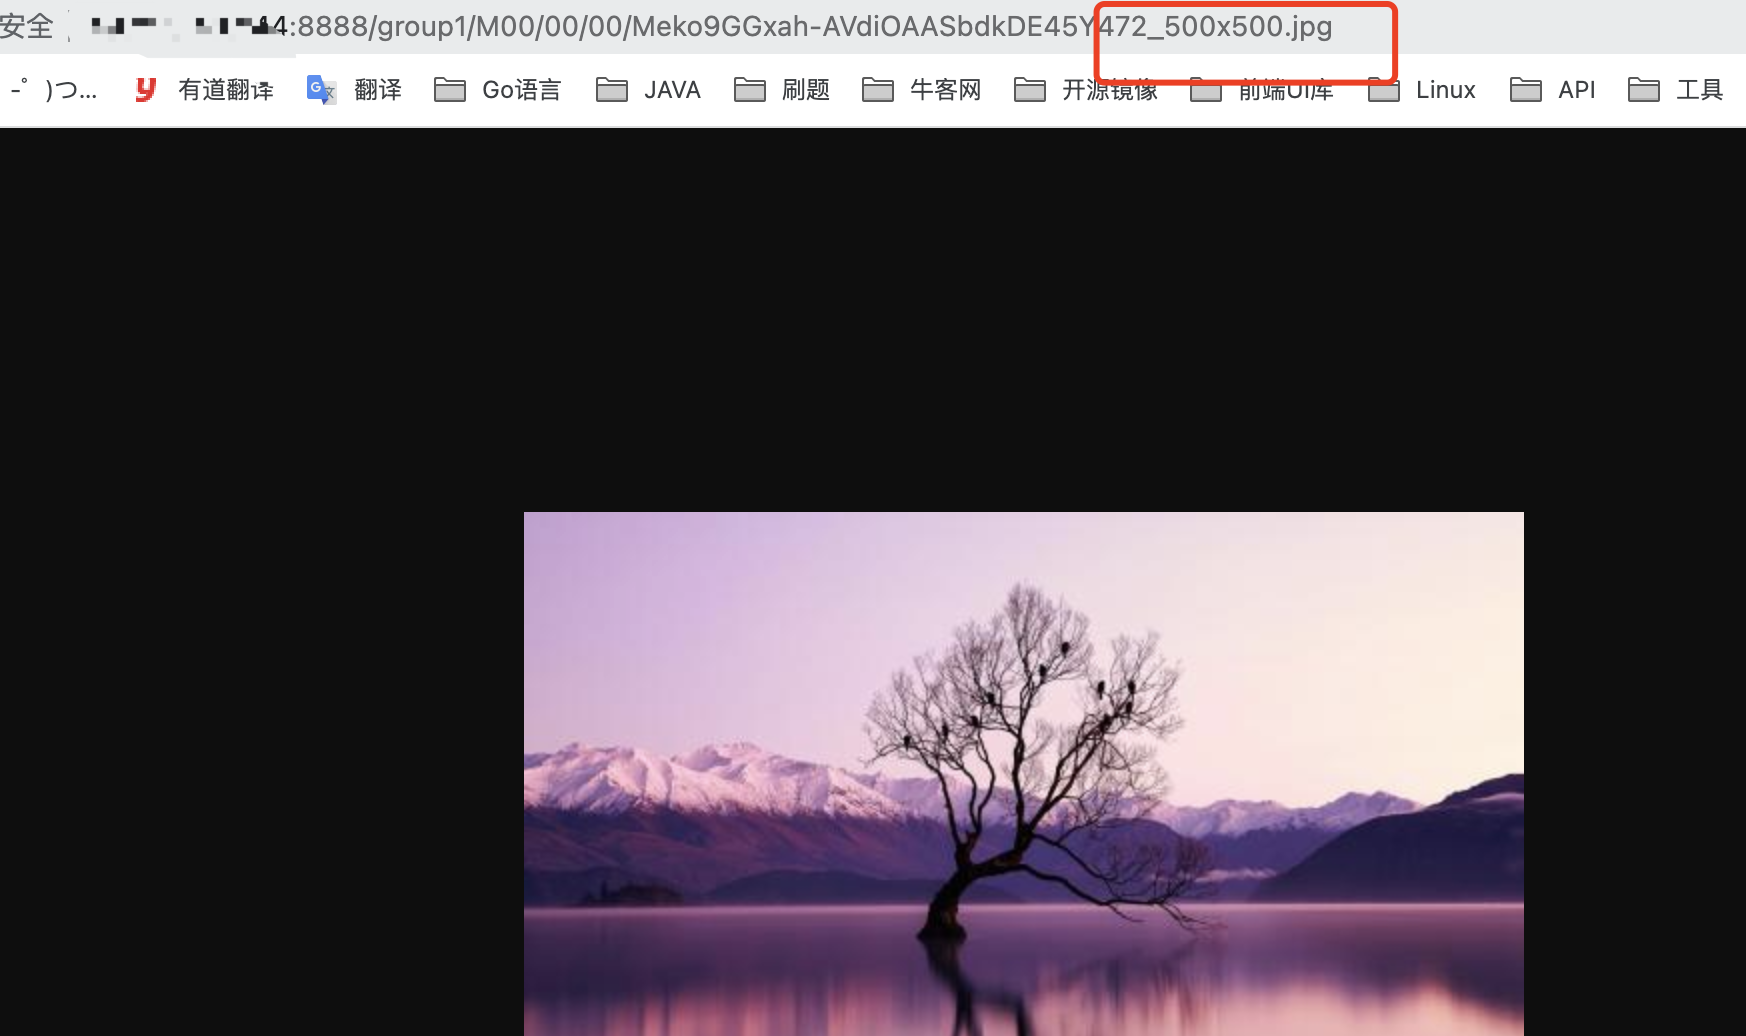 安全 4:8888/group1/M00/00/00/Meko9GGxah-AVdiOAASbdkDE45Y472_500x500.jpg
-゜)つ... 有道翻译 翻译 Go语言 JAVA 刷题 牛客网 开源镜像 前端UI库 Linux API 工具